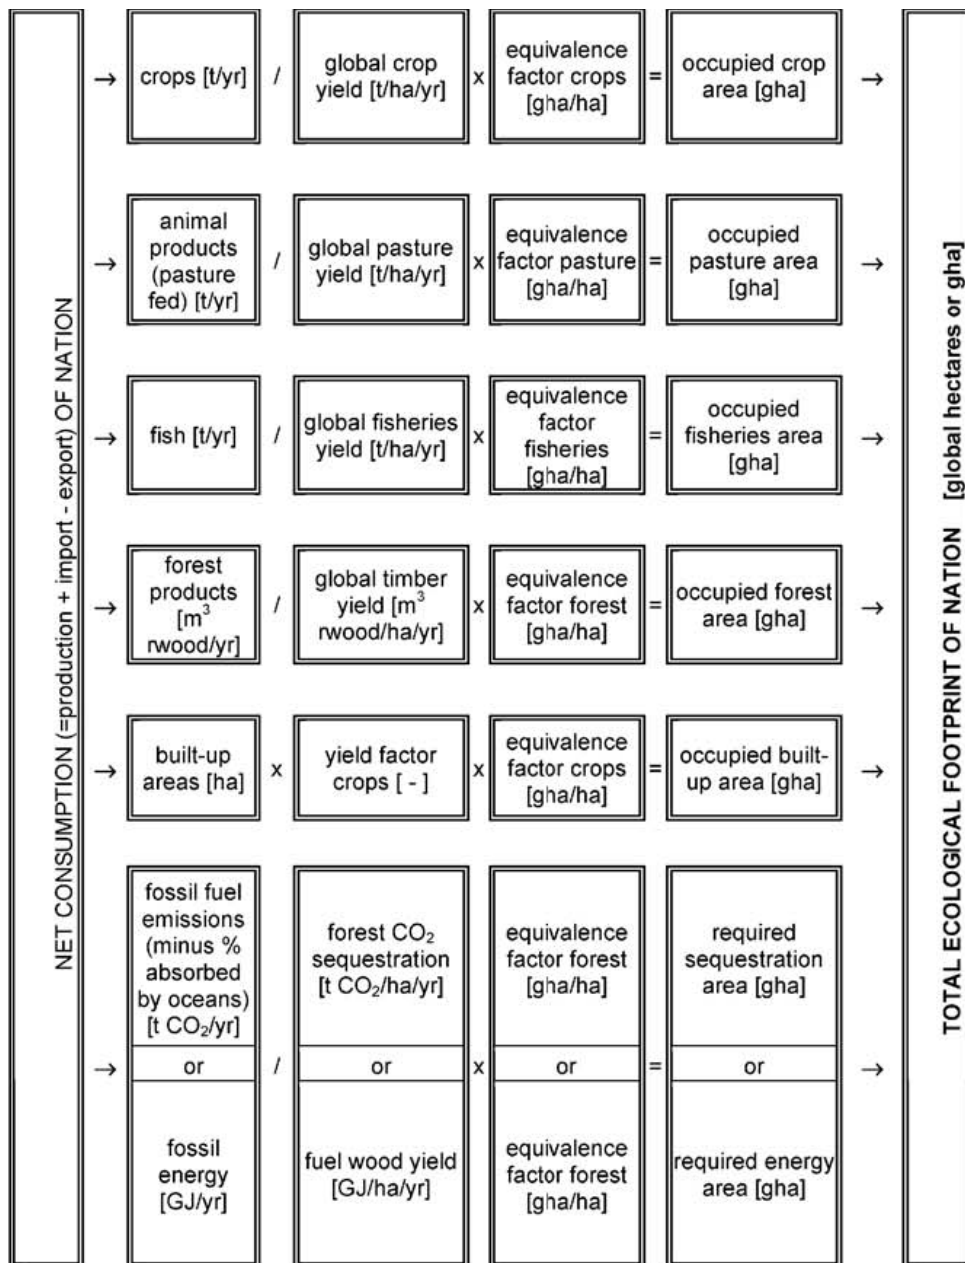 NET CONSUMPTION (=production + import - export) OF NATION
→
crops [t/yr]
/
global crop
yield [t/ha/yr]
x
equivalence
factor crops
[gha/ha]
=
occupied crop
area [gha]
→
→
animal
products
(pasture
fed) [t/yr]
/
global pasture
yield [t/ha/yr]
x
equivalence
factor pasture
[gha/ha]
=
occupied
pasture area
[gha]
→
→
fish [t/yr]
/
global fisheries
yield [t/ha/yr]
x
equivalence
factor
fisheries
[gha/ha]
=
occupied
fisheries area
[gha]
→
→
forest
products
[m³
rwood/yr]
/
global timber
yield [m³
rwood/ha/yr]
x
equivalence
factor forest
[gha/ha]
=
occupied forest
area [gha]
→
→
built-up
areas [ha]
x
yield factor
crops [ - ]
x
equivalence
factor crops
[gha/ha]
=
occupied built-
up area [gha]
→
→
fossil fuel
emissions
(minus %
absorbed
by oceans)
[t CO₂/yr]
or
fossil
energy
[GJ/yr]
/
forest CO₂
sequestration
[t CO₂/ha/yr]
or
fuel wood yield
[GJ/ha/yr]
x
equivalence
factor forest
[gha/ha]
or
equivalence
factor forest
[gha/ha]
=
required
sequestration
area [gha]
or
required energy
area [gha]
→
TOTAL ECOLOGICAL FOOTPRINT OF NATION [global hectares or gha]